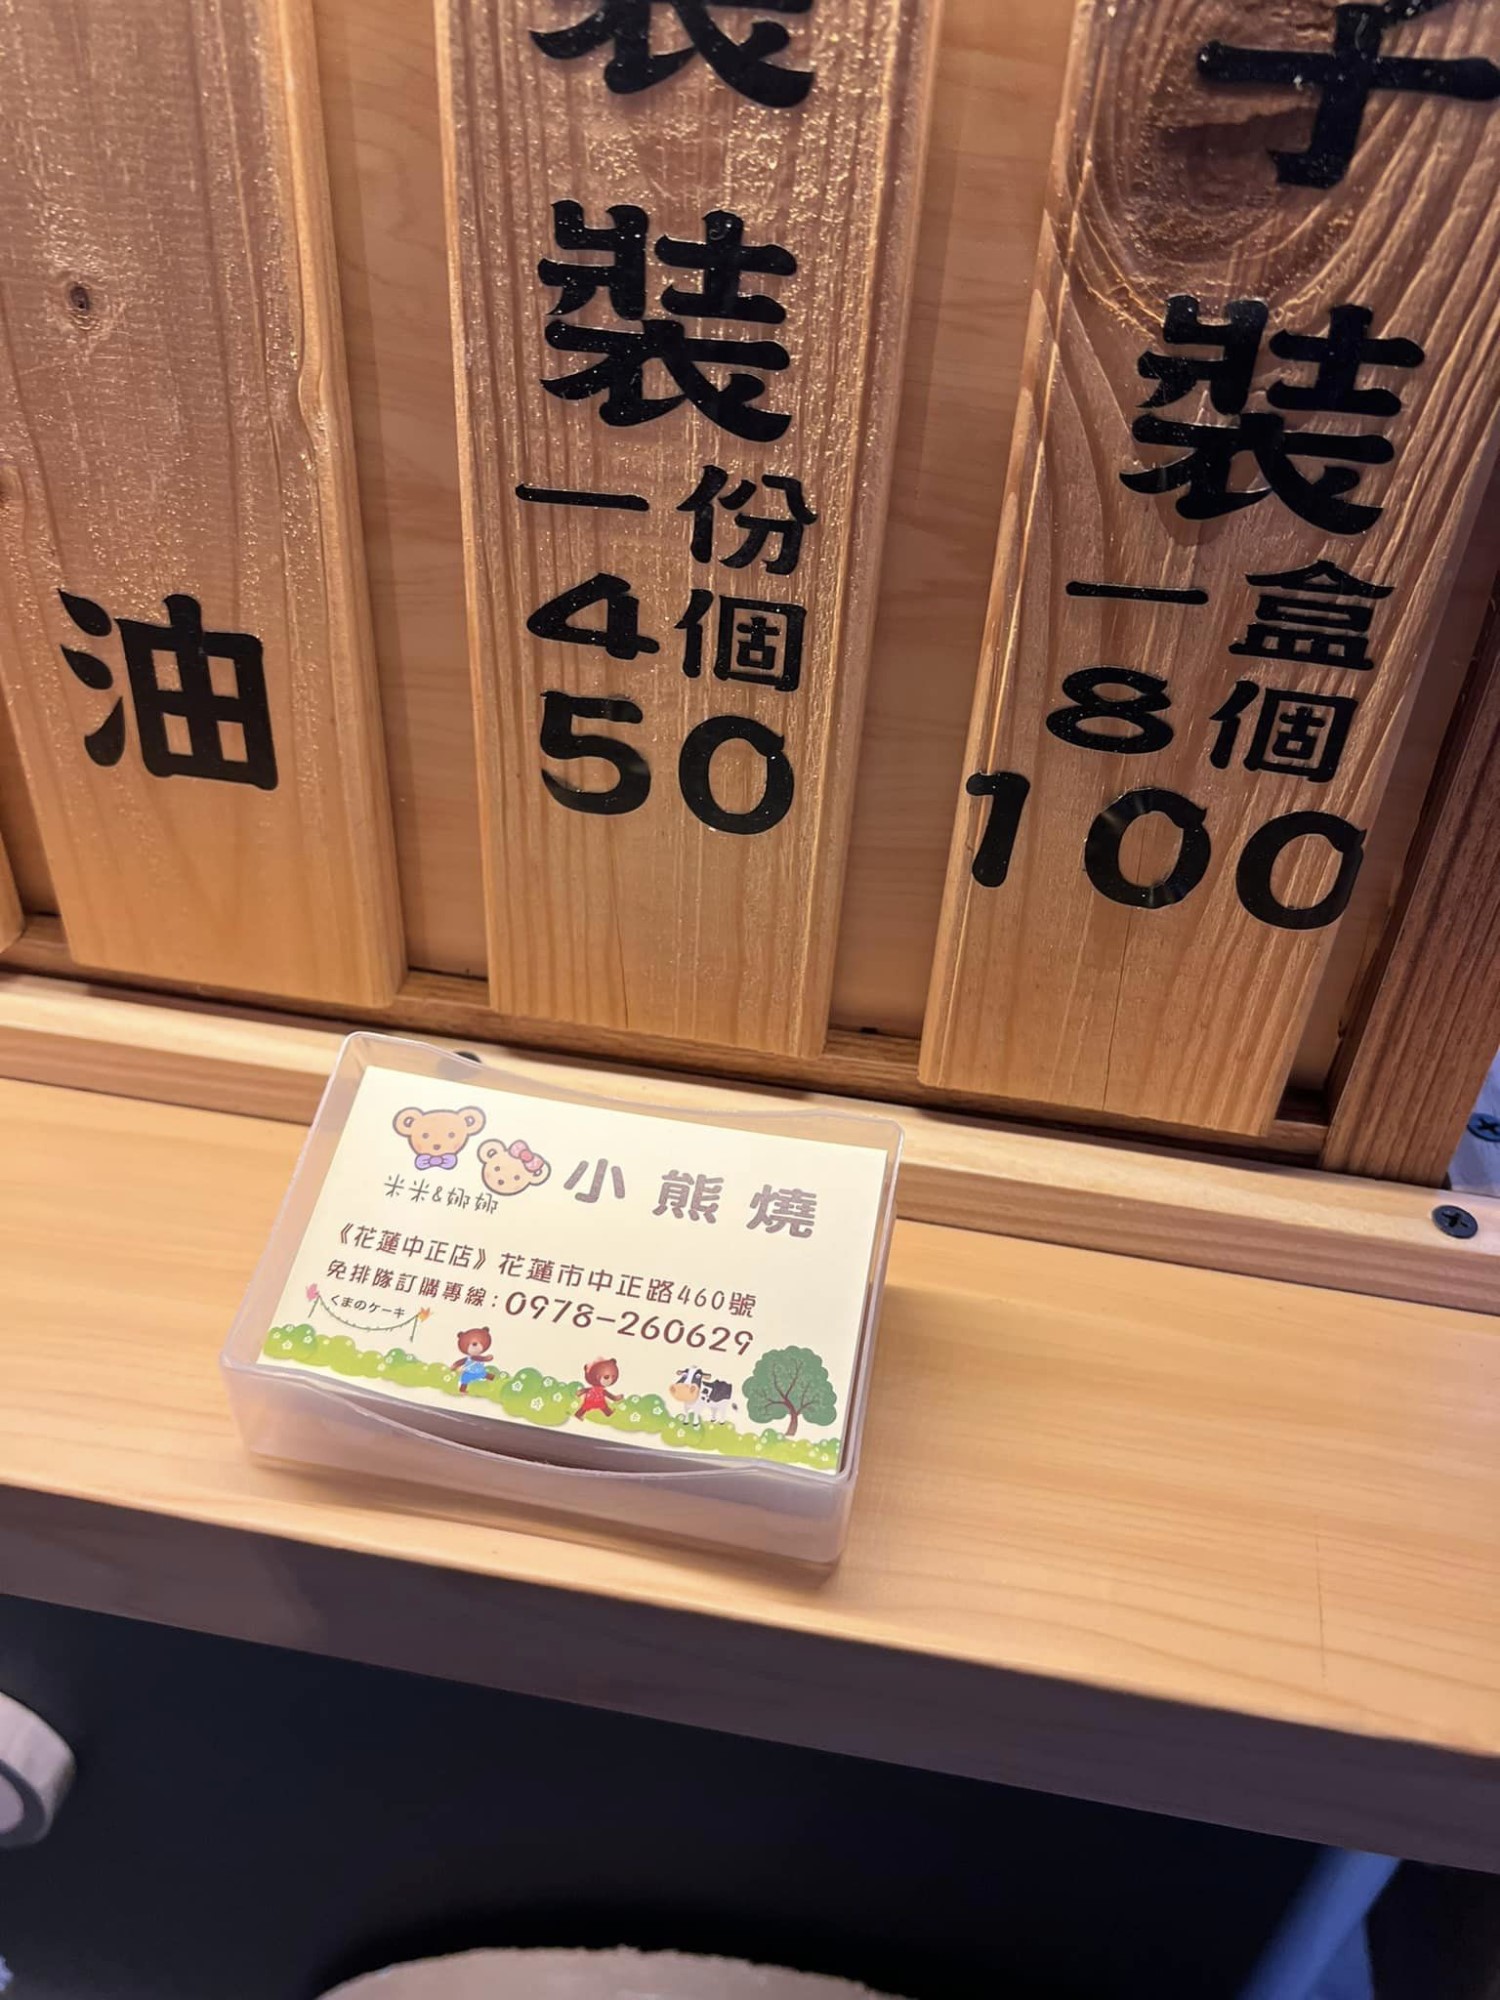 油
袋
裝
一份
4個
50
子
裝
一盒
8個
100
米米&娜娜
小熊燒
《花蓮中正店》花蓮市中正路460號
免排隊訂購專線：0978-260629
くまのケーキ